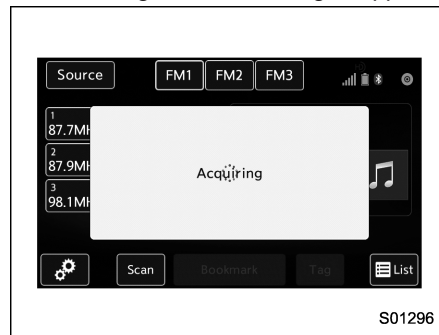 Source FM1 FM2 FM3
1
87.7MH
2
87.9MH
3
98.1MH
Acquiring
Scan Bookmark Tag List
S01296